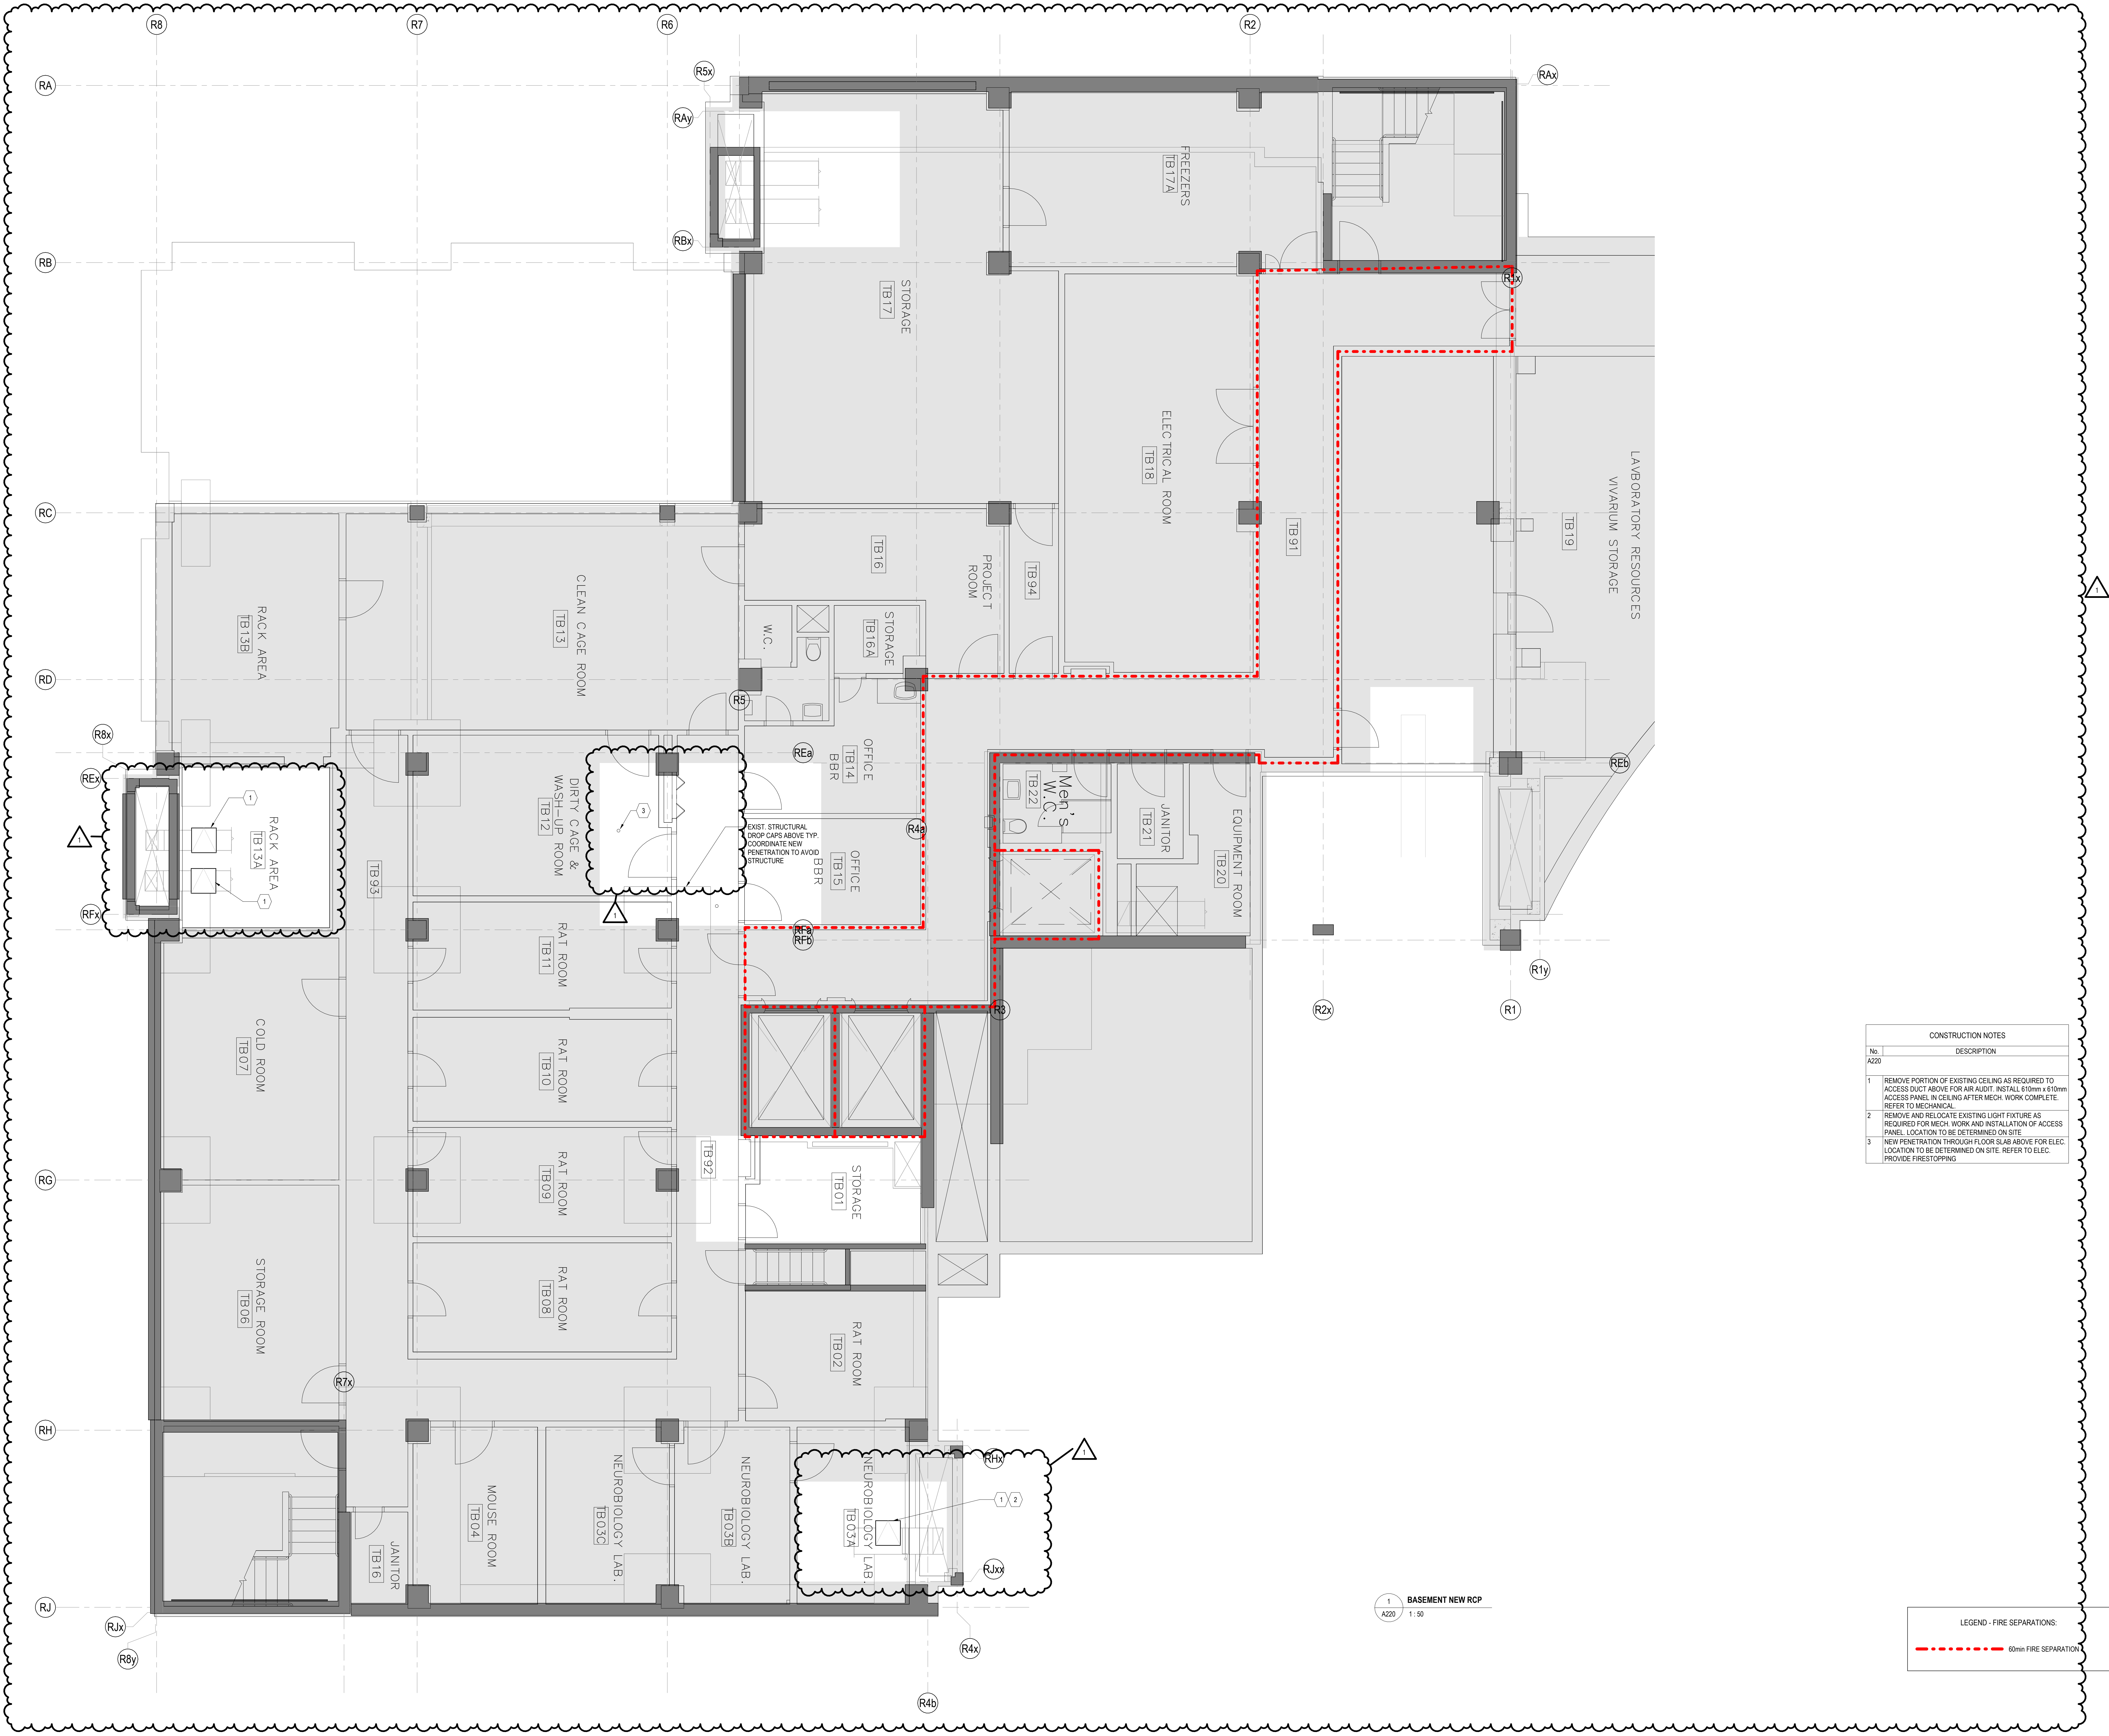 R8
R7
R6
R2
R5x
RAx
RA
RAy
FREEZERS
TB17A
RBx
RB
R1x
STORAGE
TB17
ELECTRICAL ROOM
TB18
LAVBORATORY RESOURCES
VIVARIUM STORAGE
TB19
RC
TB91
TB16
PROJECT
ROOM
TB94
1
CLEAN CAGE ROOM
TB13
RACK AREA
TB13B
W.C.
STORAGE
TB16A
RD
R5
R8x
REa
OFFICE
BBR
TB14
REb
REx
Men's
W.C.
TB22
JANITOR
TB21
EQUIPMENT ROOM
TB20
DIRTY CAGE &
WASH-UP ROOM
TB12
1
3
RACK AREA
TB13A
1
EXIST. STRUCTURAL
DROP CAPS ABOVE TYP.
COORDINATE NEW
PENETRATION TO AVOID
STRUCTURE
R4a
OFFICE
BBR
TB15
TB93
1
RFx
1
RFa
RFb
RAT ROOM
TB11
R1y
R3
R2x
R1
COLD ROOM
TB07
RAT ROOM
TB10
CONSTRUCTION NOTES
No. DESCRIPTION
A220
1 REMOVE PORTION OF EXISTING CEILING AS REQUIRED TO
ACCESS DUCT ABOVE FOR AIR AUDIT. INSTALL 610mm x 610mm
ACCESS PANEL IN CEILING AFTER MECH. WORK COMPLETE.
REFER TO MECHANICAL.
2 REMOVE AND RELOCATE EXISTING LIGHT FIXTURE AS
REQUIRED FOR MECH. WORK AND INSTALLATION OF ACCESS
PANEL. LOCATION TO BE DETERMINED ON SITE
3 NEW PENETRATION THROUGH FLOOR SLAB ABOVE FOR ELEC.
LOCATION TO BE DETERMINED ON SITE. REFER TO ELEC.
PROVIDE FIRESTOPPING
TB92
RG
RAT ROOM
TB09
STORAGE
TB01
STORAGE ROOM
TB06
RAT ROOM
TB08
RAT ROOM
TB02
R7x
RH
RHx
1
MOUSE ROOM
TB04
NEUROBIOLOGY LAB.
TB03C
NEUROBIOLOGY LAB.
TB03B
NEUROBIOLOGY LAB.
TB03A
1 2
JANITOR
TB16
RJxx
RJ
1
A220
BASEMENT NEW RCP
1 : 50
RJx
R8y
R4x
R4b
LEGEND - FIRE SEPARATIONS:
60min FIRE SEPARATION